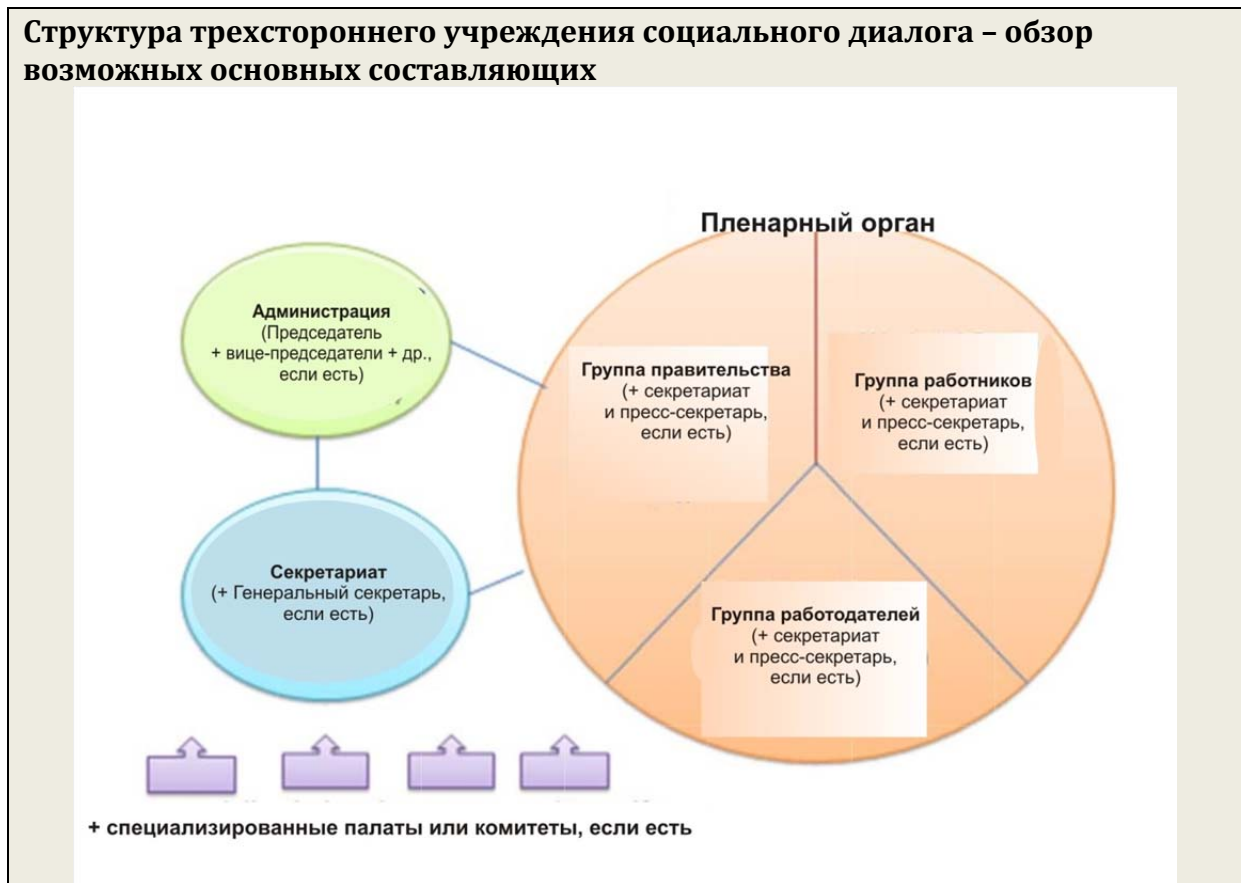 Структура трехстороннего учреждения социального диалога – обзор
возможных основных составляющих
Пленарный орган
Администрация
(Председатель
+ вице-председатели + др.,
если есть)
Группа правительства
(+ секретариат
и пресс-секретарь,
если есть)
Группа работников
(+ секретариат
и пресс-секретарь,
если есть)
Секретариат
(+ Генеральный секретарь,
если есть)
Группа работодателей
(+ секретариат
и пресс-секретарь,
если есть)
+ специализированные палаты или комитеты, если есть